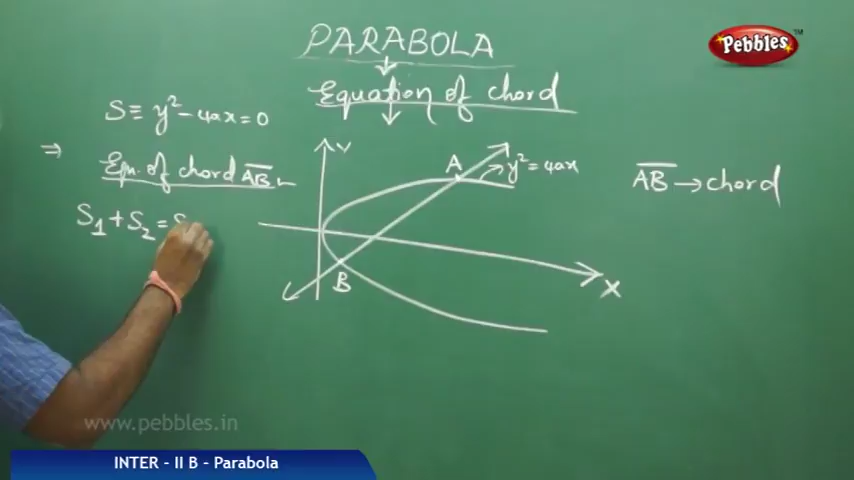 PARABOLA
Pebbles™
Equation of chord
S ≡ y² - 4ax = 0
⇒ Eqn. of chord AB
Y
A
y² = 4ax
AB → chord
S₁ + S₂ = S
B
X
www.pebbles.in
INTER - II B - Parabola